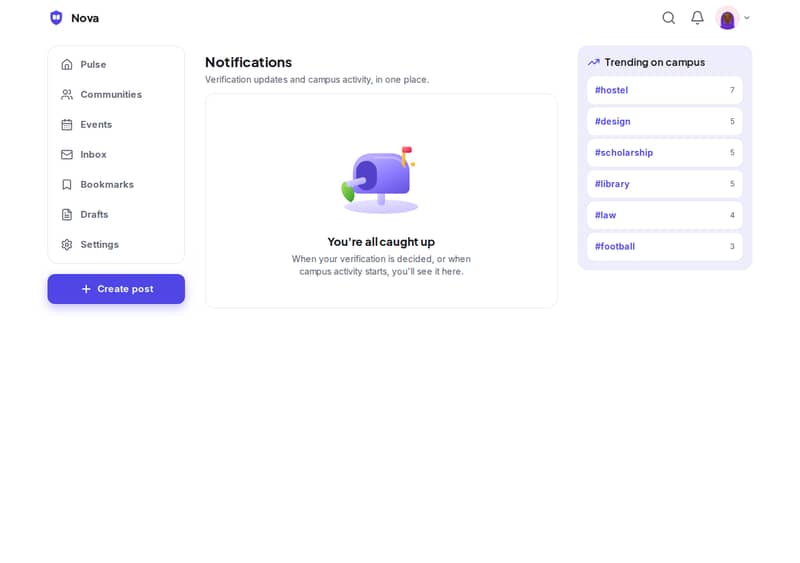 Nova
Pulse
Communities
Events
Inbox
Bookmarks
Drafts
Settings
Create post
Notifications
Verification updates and campus activity, in one place.
You're all caught up
When your verification is decided, or when
campus activity starts, you'll see it here.
Trending on campus
#hostel 7
#design 5
#scholarship 5
#library 5
#law 4
#football 3